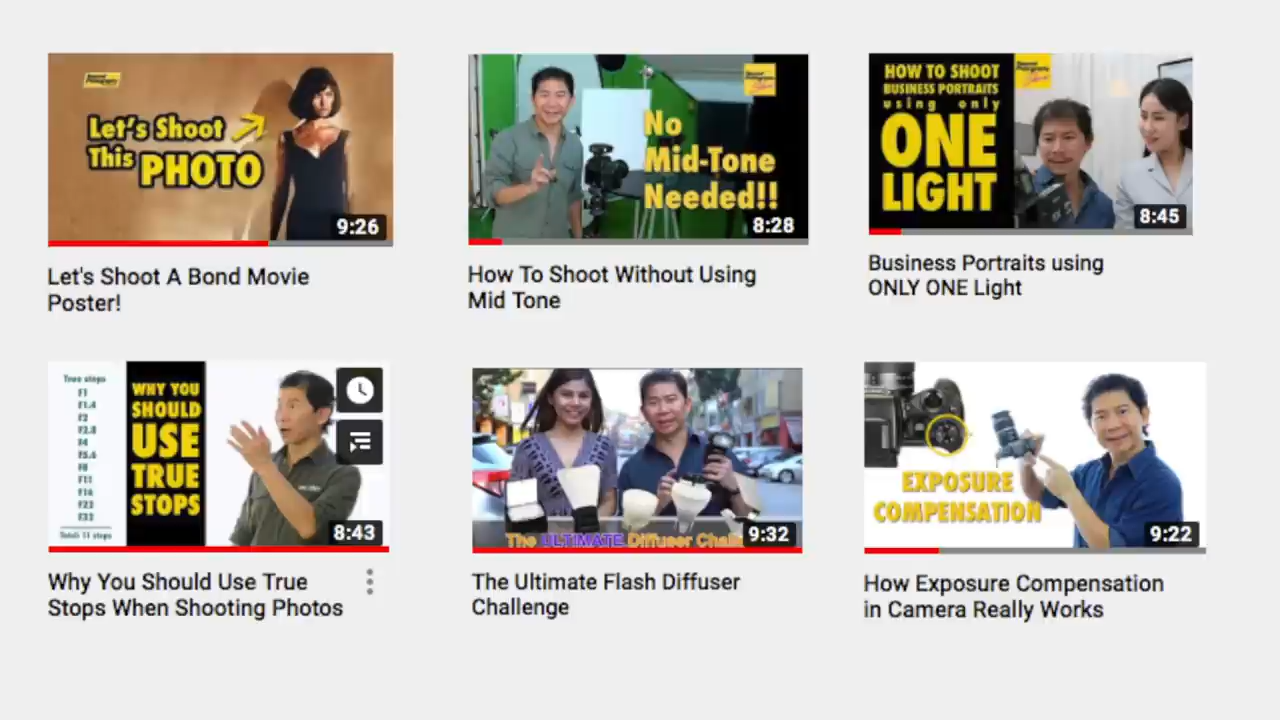 Let's Shoot
This PHOTO
9:26
Let's Shoot A Bond Movie
Poster!
No
Mid-Tone
Needed!!
8:28
How To Shoot Without Using
Mid Tone
HOW TO SHOOT
BUSINESS PORTRAITS
using only
ONE
LIGHT
8:45
Business Portraits using
ONLY ONE Light
True stops
F1
F1.4
F2
F2.8
F4
F5.6
F8
F11
F16
F22
F32
Total: 11 stops
WHY YOU
SHOULD
USE
TRUE
STOPS
8:43
Why You Should Use True
Stops When Shooting Photos
The ULTIMATE Diffuser
9:32
The Ultimate Flash Diffuser
Challenge
EXPOSURE
COMPENSATION
9:22
How Exposure Compensation
in Camera Really Works